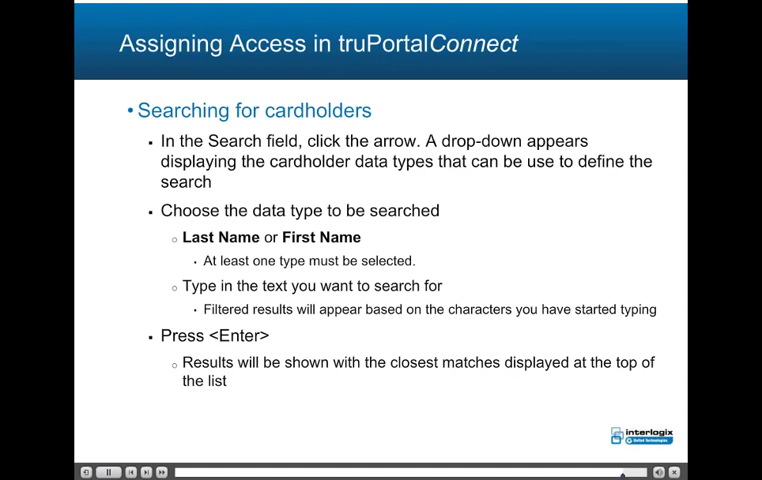 Assigning Access in truPortalConnect
• Searching for cardholders
▪ In the Search field, click the arrow. A drop-down appears
displaying the cardholder data types that can be use to define the
search
▪ Choose the data type to be searched
○ Last Name or First Name
• At least one type must be selected.
○ Type in the text you want to search for
• Filtered results will appear based on the characters you have started typing
▪ Press <Enter>
○ Results will be shown with the closest matches displayed at the top of
the list
interlogix
United Technologies